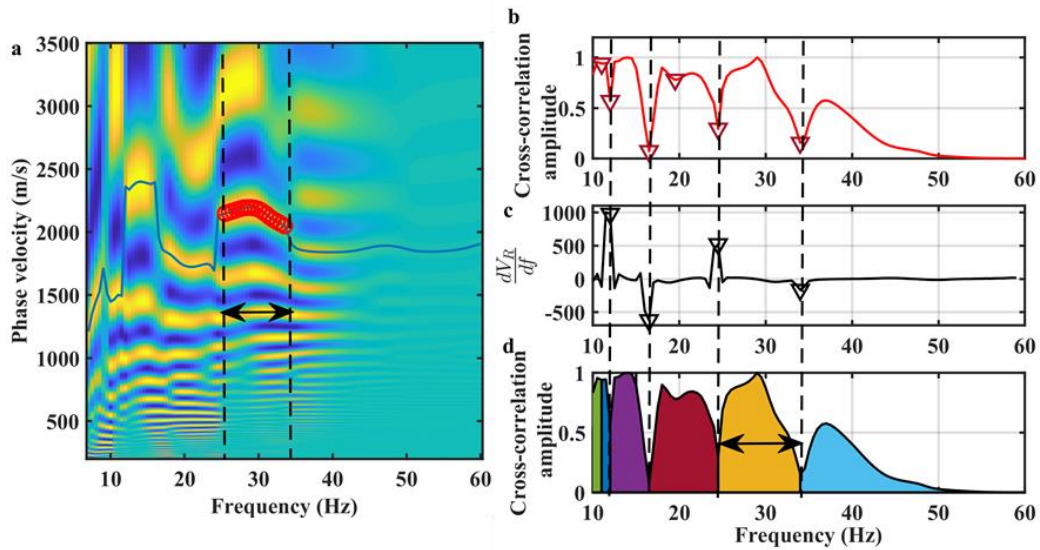 a
3500
3000
2500
2000
1500
1000
500
Phase velocity (m/s)
10 20 30 40 50 60
Frequency (Hz)
b
Cross-correlation
amplitude
1
0.5
0
10 20 30 40 50 60
c
dV_R
df
1000
500
0
-500
10 20 30 40 50 60
d
Cross-correlation
amplitude
1
0.5
0
10 20 30 40 50 60
Frequency (Hz)